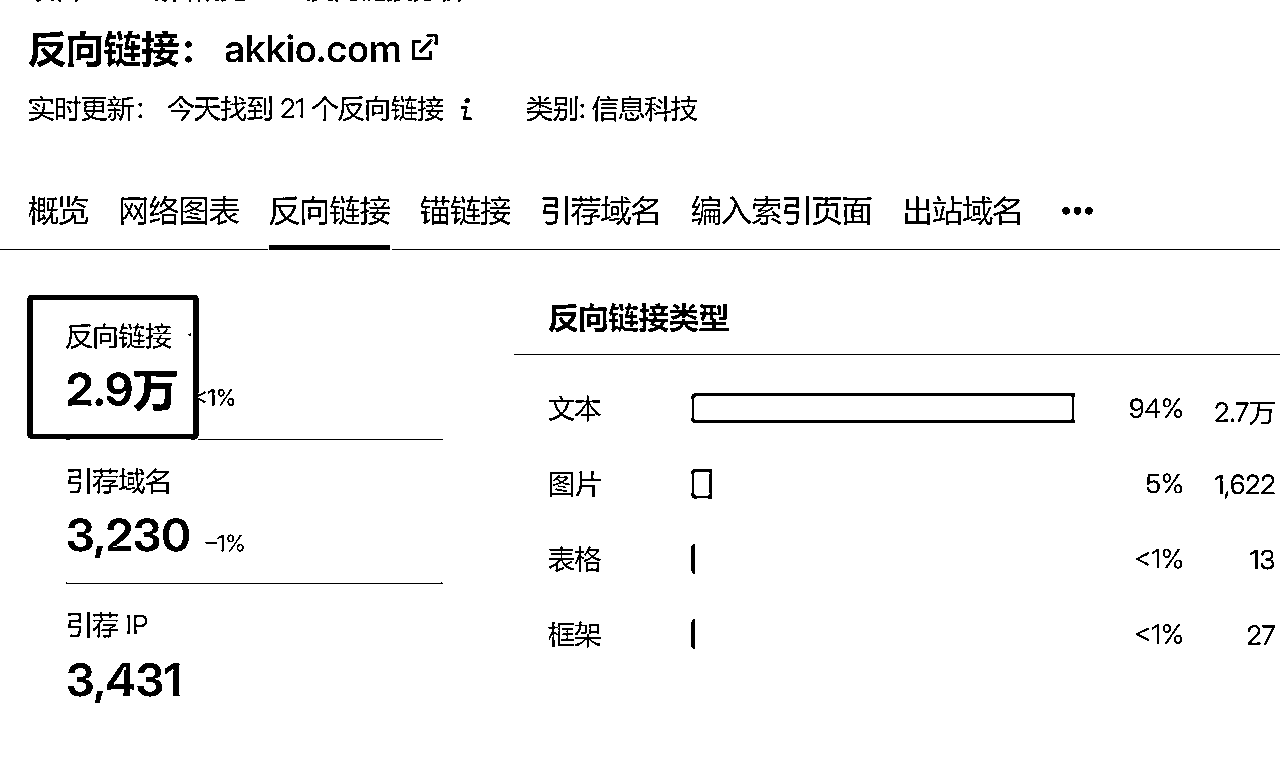 反向链接： akkio.com
实时更新： 今天找到 21 个反向链接 i 类别: 信息科技
概览 网络图表 反向链接 锚链接 引荐域名 编入索引页面 出站域名 •••
反向链接
2.9万 <1%
引荐域名
3,230 −1%
引荐 IP
3,431
反向链接类型
文本 94% 2.7万
图片 5% 1,622
表格 <1% 13
框架 <1% 27